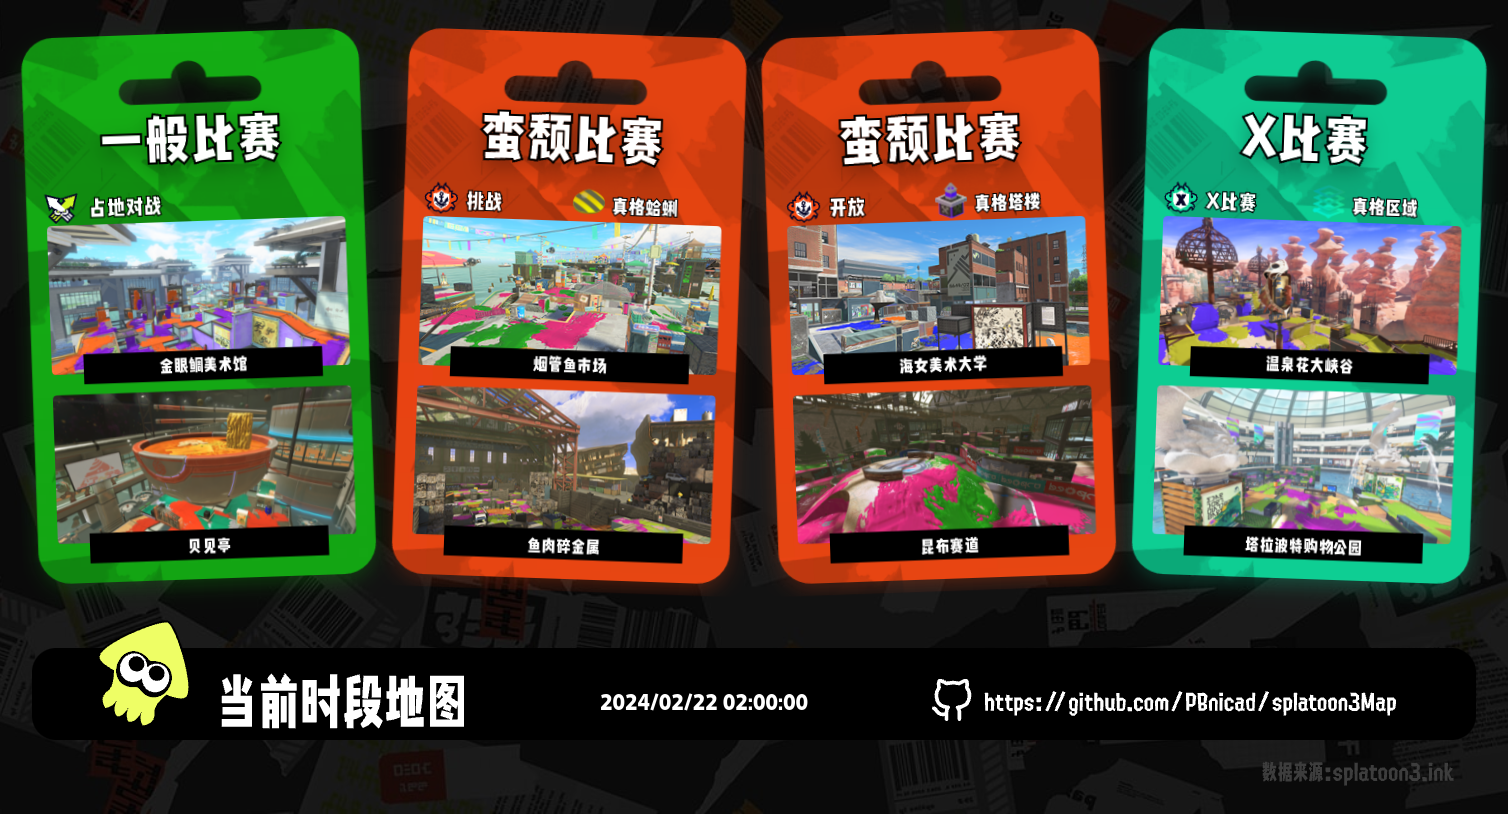 一般比赛
占地对战
金眼鲷美术馆
贝贝亭
蛮颓比赛
挑战
真格蛤蜊
烟管鱼市场
鱼肉碎金属
蛮颓比赛
开放
真格塔楼
海女美术大学
昆布赛道
X比赛
X比赛
真格区域
温泉花大峡谷
塔拉波特购物公园
当前时段地图
2024/02/22 02:00:00
https://github.com/PBnicad/splatoon3Map
数据来源:splatoon3.ink